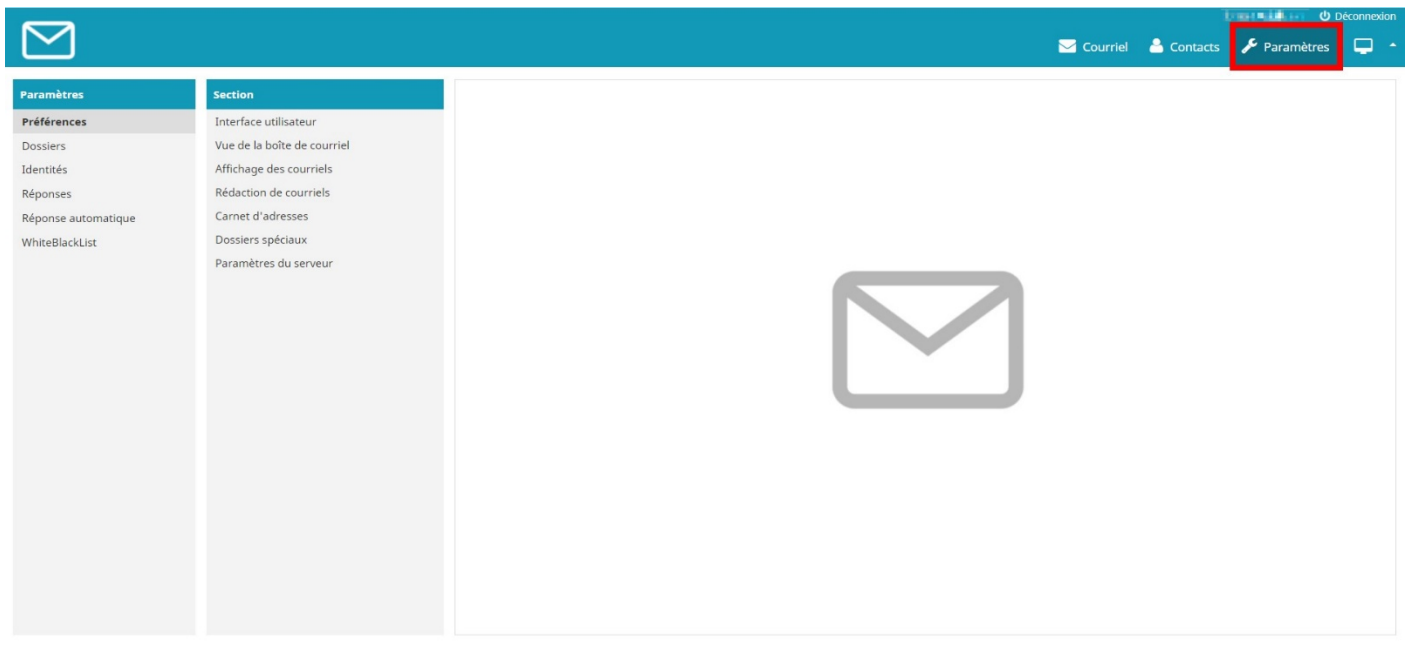 Déconnexion
Courriel
Contacts
Paramètres
Paramètres
Préférences
Dossiers
Identités
Réponses
Réponse automatique
WhiteBlackList
Section
Interface utilisateur
Vue de la boîte de courriel
Affichage des courriels
Rédaction de courriels
Carnet d'adresses
Dossiers spéciaux
Paramètres du serveur